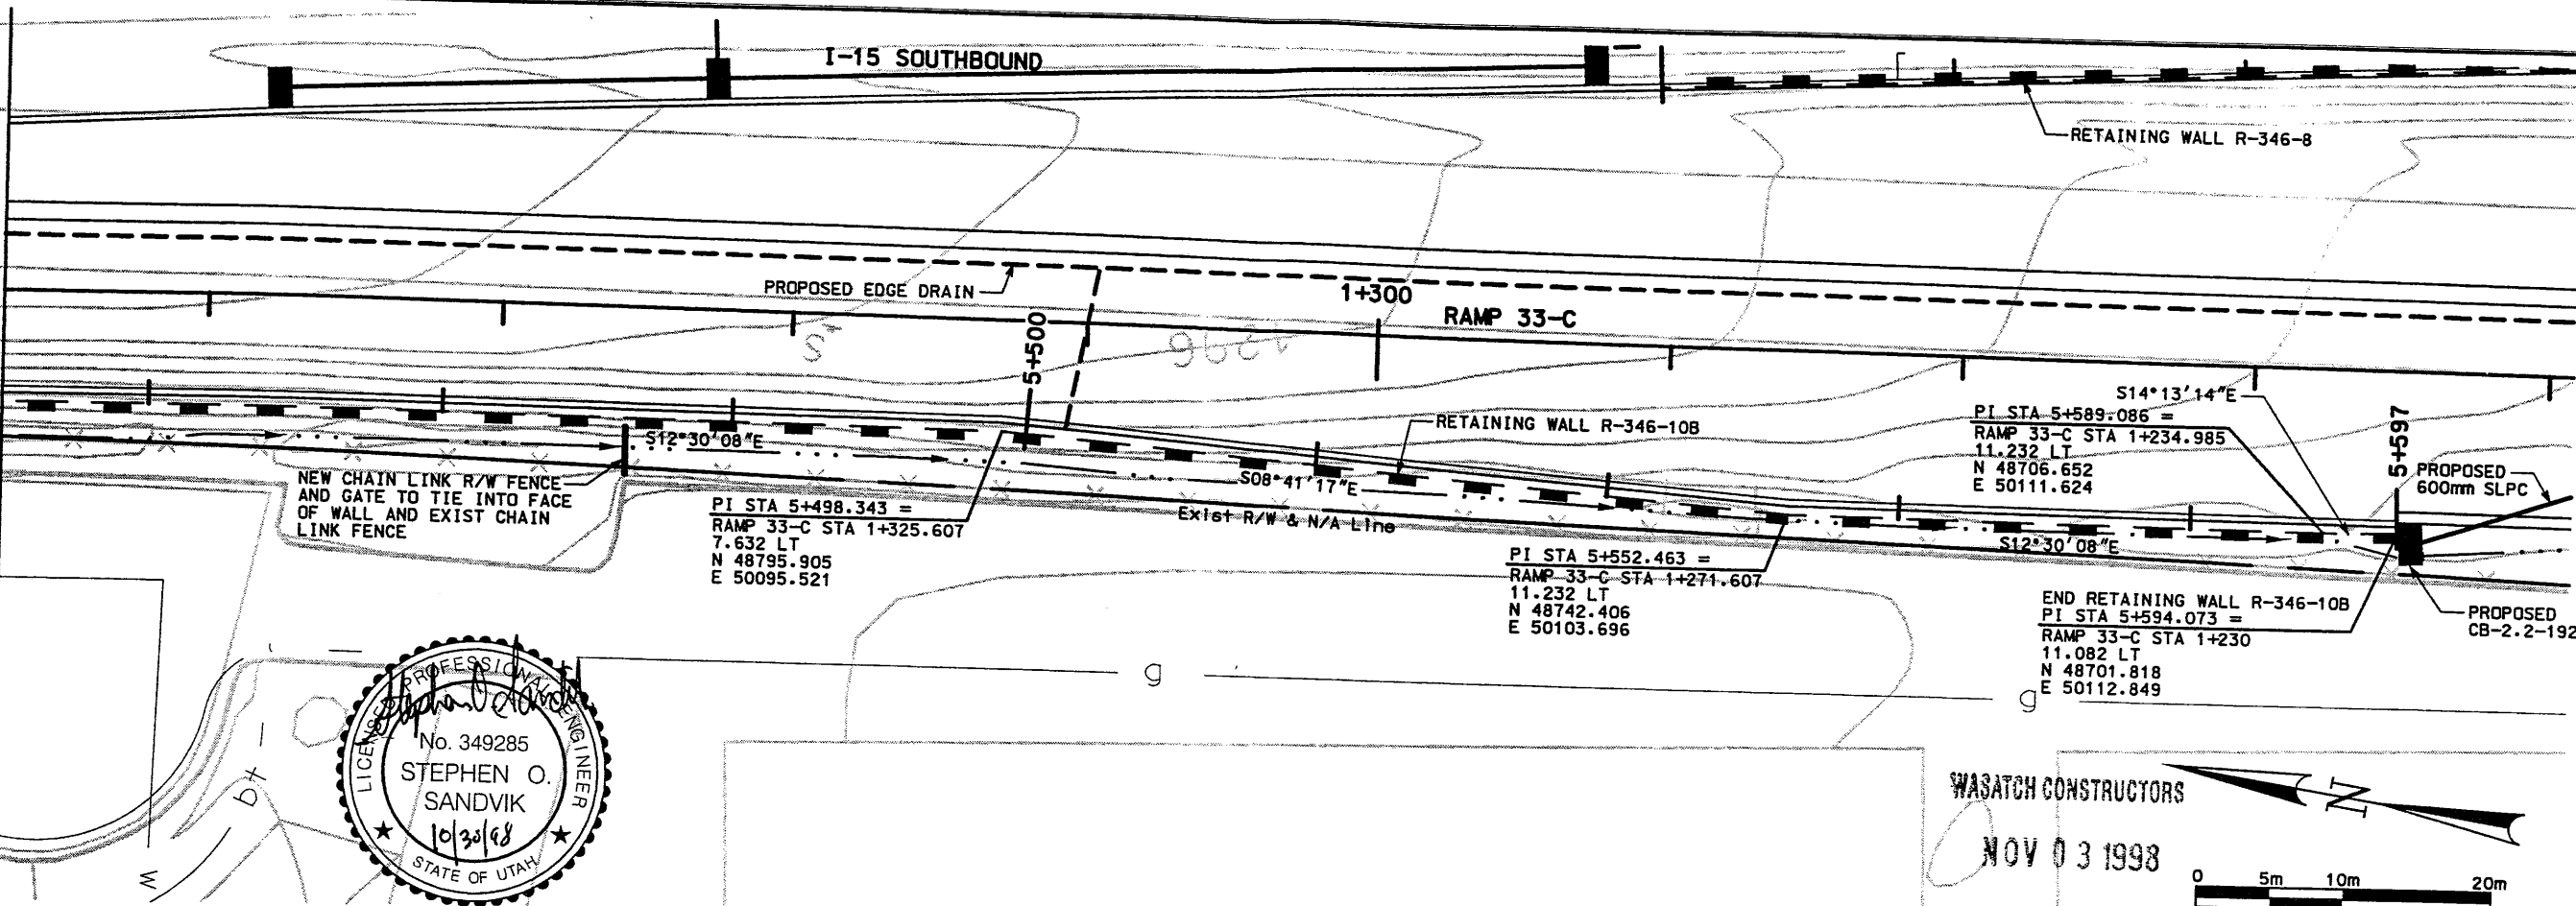 I-15 SOUTHBOUND
RETAINING WALL R-346-8
PROPOSED EDGE DRAIN
5+500
1+300
RAMP 33-C
1296
S12°30'08"E
NEW CHAIN LINK R/W FENCE
AND GATE TO TIE INTO FACE
OF WALL AND EXIST CHAIN
LINK FENCE
PI STA 5+498.343 =
RAMP 33-C STA 1+325.607
7.632 LT
N 48795.905
E 50095.521
RETAINING WALL R-346-10B
S08°41'17"E
Exist R/W & N/A Line
PI STA 5+552.463 =
RAMP 33-C STA 1+271.607
11.232 LT
N 48742.406
E 50103.696
S14°13'14"E
PI STA 5+589.086 =
RAMP 33-C STA 1+234.985
11.232 LT
N 48706.652
E 50111.624
5+597
PROPOSED
600mm SLPC
S12°30'08"E
END RETAINING WALL R-346-10B
PI STA 5+594.073 =
RAMP 33-C STA 1+230
11.082 LT
N 48701.818
E 50112.849
PROPOSED
CB-2.2-192
g
g
LICENSED PROFESSIONAL ENGINEER
No. 349285
STEPHEN O.
SANDVIK
10/30/98
STATE OF UTAH
W
WASATCH CONSTRUCTORS
NOV 03 1998
N
0 5m 10m 20m